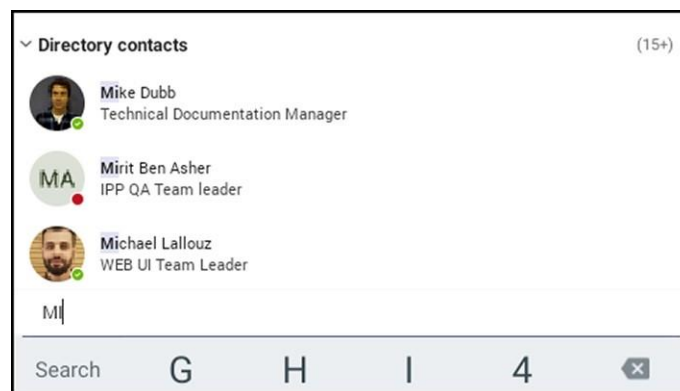 Directory contacts (15+)
Mike Dubb
Technical Documentation Manager
MA
Mirit Ben Asher
IPP QA Team leader
Michael Lallouz
WEB UI Team Leader
MI
Search G H I 4